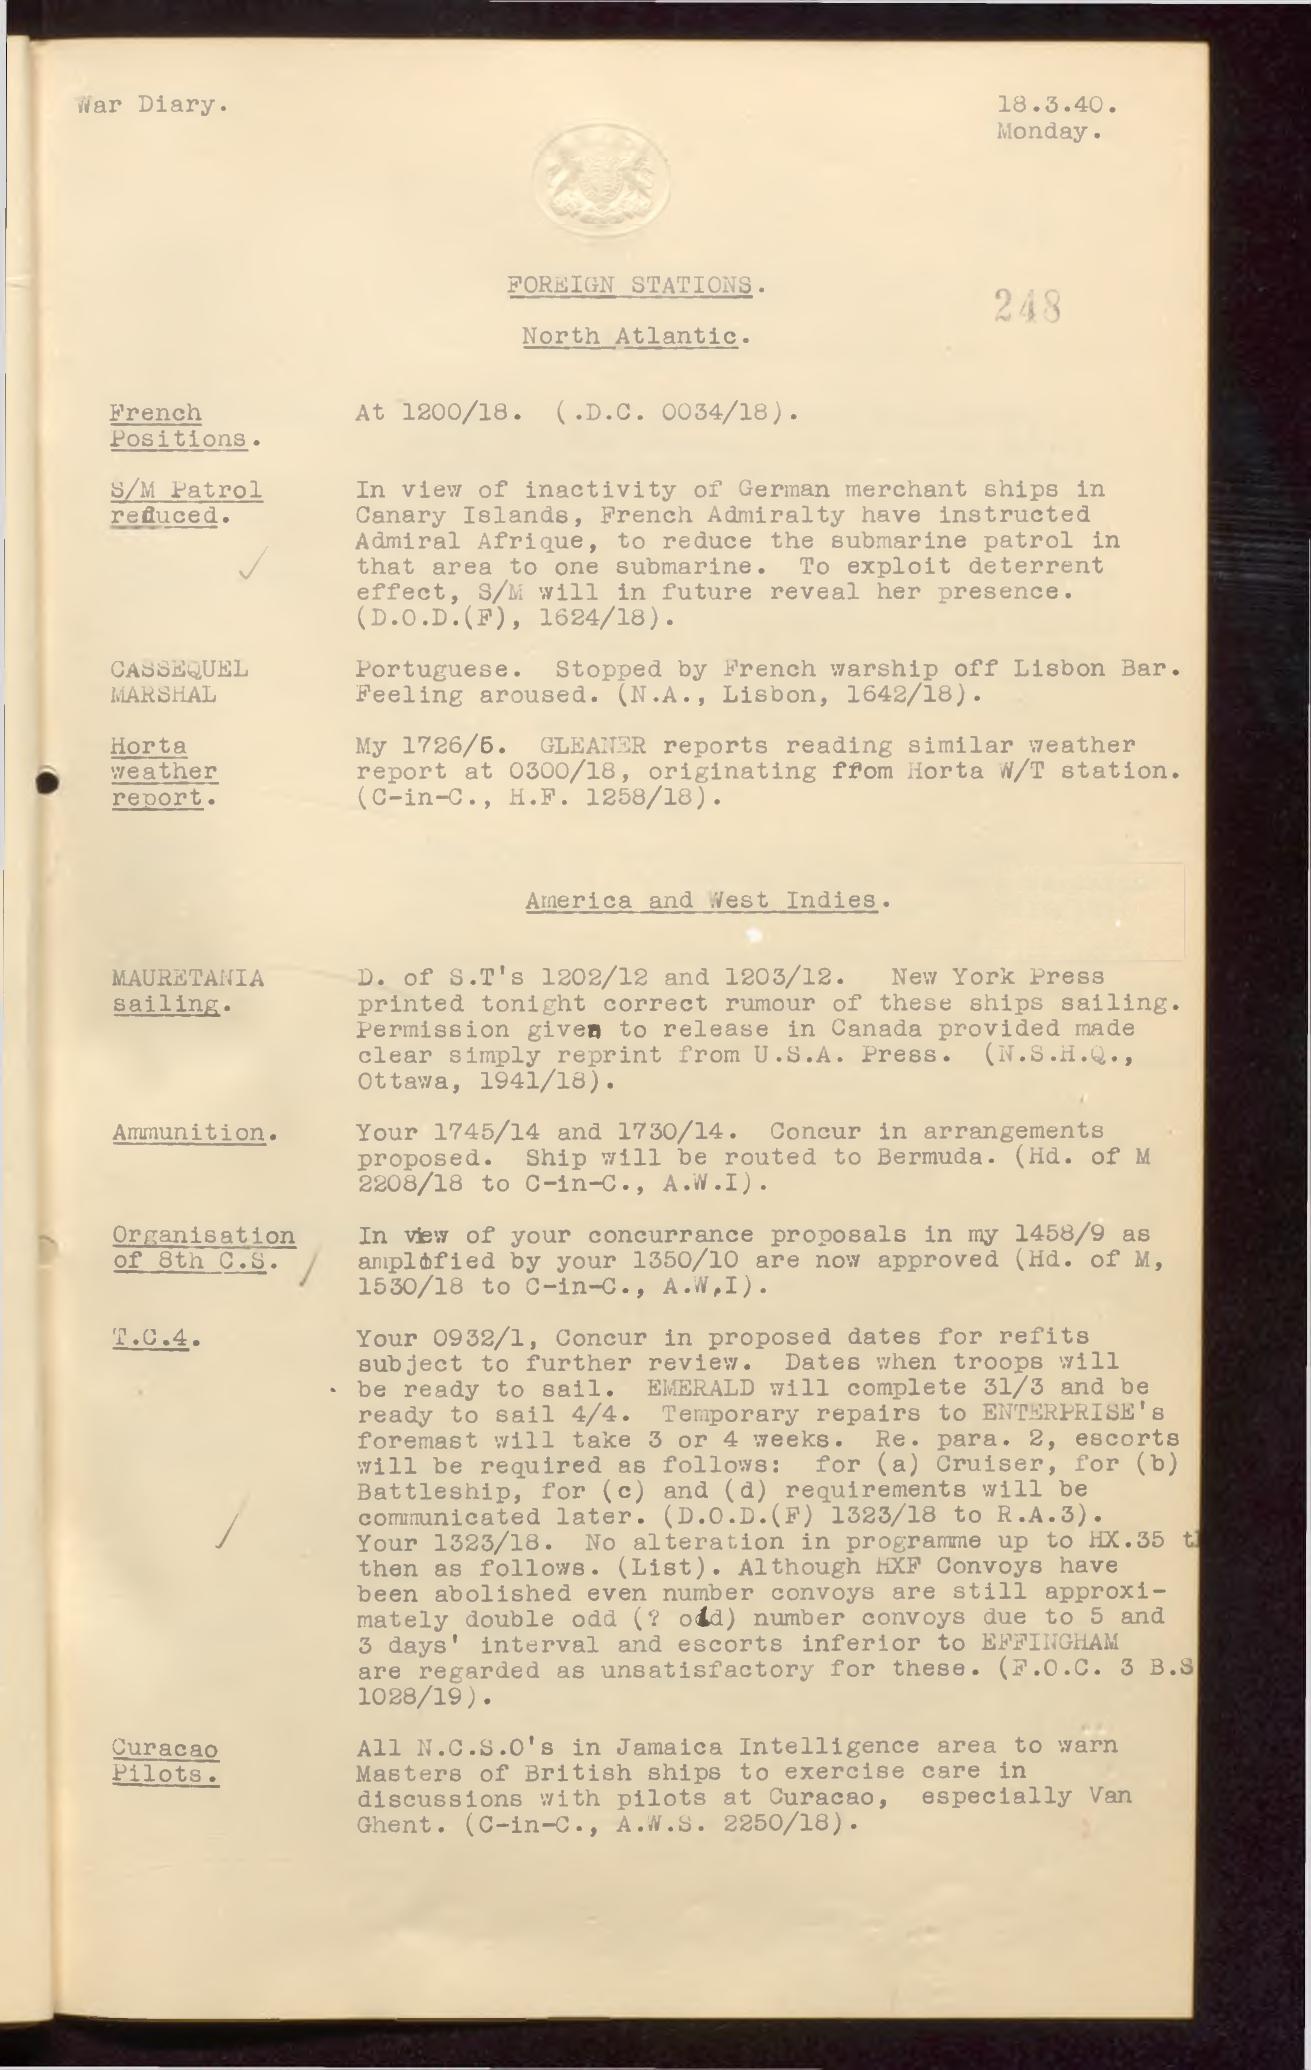 War Diary.
18.3.40.
Monday.
FOREIGN STATIONS.
248
North Atlantic.
French
Positions.
At 1200/18. (.D.C. 0034/18).
S/M Patrol
reduced.
In view of inactivity of German merchant ships in
Canary Islands, French Admiralty have instructed
Admiral Afrique, to reduce the submarine patrol in
that area to one submarine. To exploit deterrent
effect, S/M will in future reveal her presence.
(D.O.D.(F), 1624/18).
CASSEQUEL
MARSHAL
Portuguese. Stopped by French warship off Lisbon Bar.
Feeling aroused. (N.A., Lisbon, 1642/18).
Horta
weather
report.
My 1726/5. GLEANER reports reading similar weather
report at 0300/18, originating from Horta W/T station.
(C-in-C., H.F. 1258/18).
America and West Indies.
MAURETANIA
sailing.
D. of S.T's 1202/12 and 1203/12. New York Press
printed tonight correct rumour of these ships sailing.
Permission given to release in Canada provided made
clear simply reprint from U.S.A. Press. (N.S.H.Q.,
Ottawa, 1941/18).
Ammunition.
Your 1745/14 and 1730/14. Concur in arrangements
proposed. Ship will be routed to Bermuda. (Hd. of M
2208/18 to C-in-C., A.W.I).
Organisation
of 8th C.S.
In view of your concurrance proposals in my 1458/9 as
amplified by your 1350/10 are now approved (Hd. of M,
1530/18 to C-in-C., A.W,I).
T.C.4.
Your 0932/1, Concur in proposed dates for refits
subject to further review. Dates when troops will
be ready to sail. EMERALD will complete 31/3 and be
ready to sail 4/4. Temporary repairs to ENTERPRISE's
foremast will take 3 or 4 weeks. Re. para. 2, escorts
will be required as follows: for (a) Cruiser, for (b)
Battleship, for (c) and (d) requirements will be
communicated later. (D.O.D.(F) 1323/18 to R.A.3).
Your 1323/18. No alteration in programme up to HX.35
then as follows. (List). Although HXF Convoys have
been abolished even number convoys are still approxi-
mately double odd (? odd) number convoys due to 5 and
3 days' interval and escorts inferior to EFFINGHAM
are regarded as unsatisfactory for these. (F.O.C. 3 B.S
1028/19).
Curacao
Pilots.
All N.C.S.O's in Jamaica Intelligence area to warn
Masters of British ships to exercise care in
discussions with pilots at Curacao, especially Van
Ghent. (C-in-C., A.W.S. 2250/18).